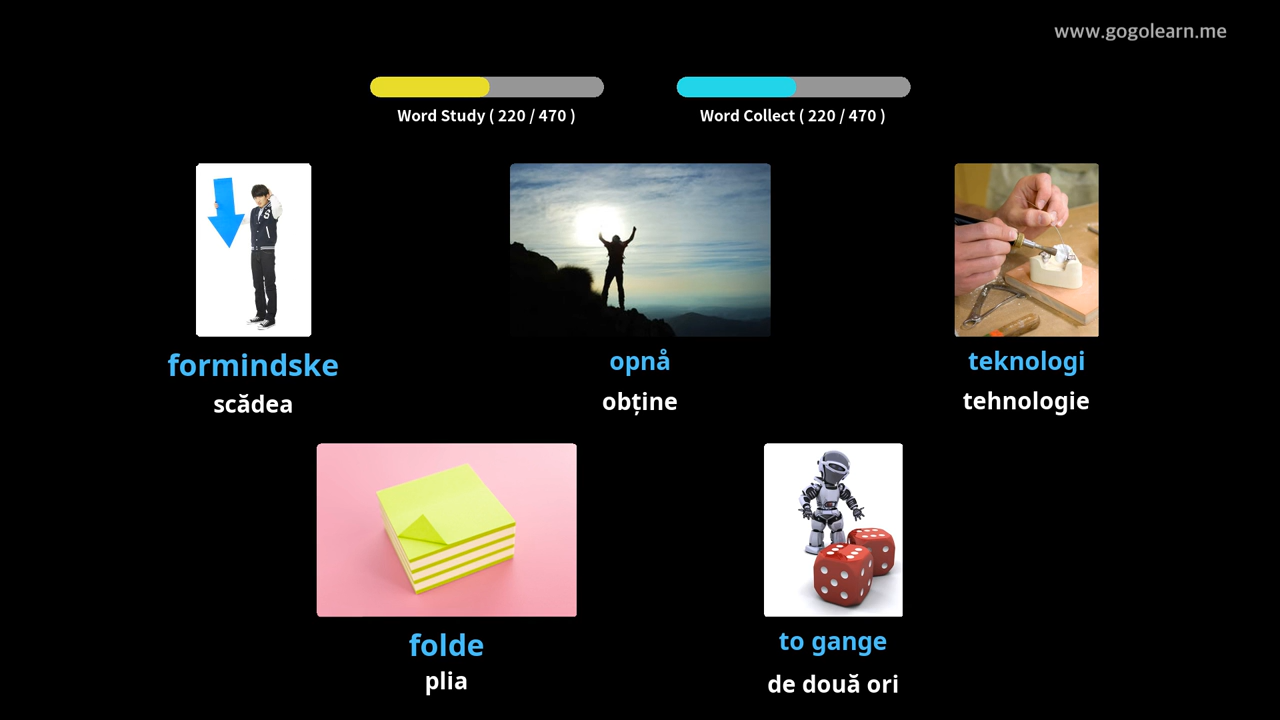 www.gogolearn.me
Word Study ( 220 / 470 )
Word Collect ( 220 / 470 )
formindske
scădea
opnå
obține
teknologi
tehnologie
folde
plia
to gange
de două ori